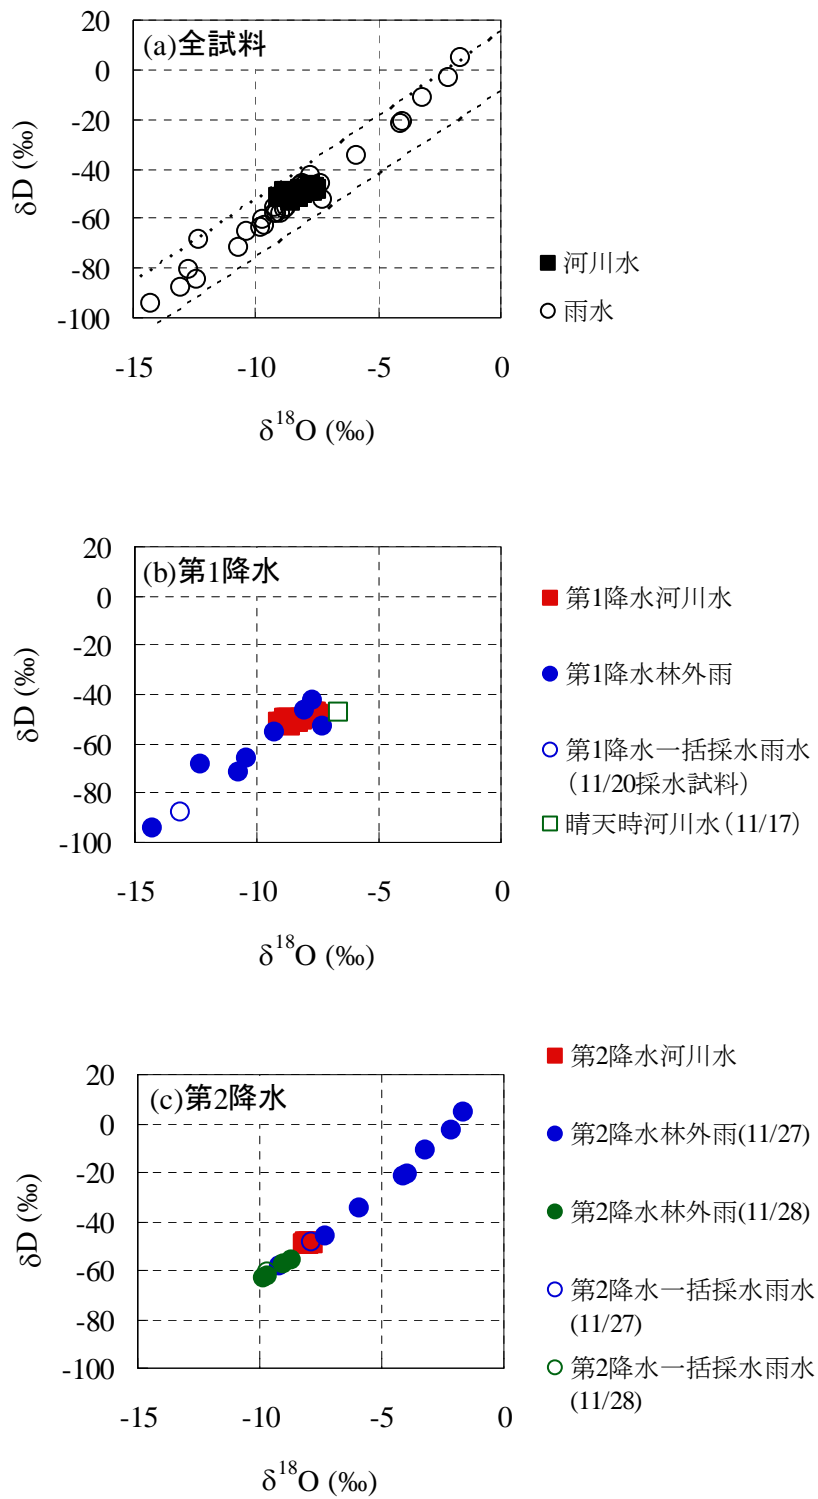 (a)全試料
20
0
-20
-40
-60
-80
-100
δD (‰)
-15
-10
-5
0
δ18O (‰)
河川水
雨水
(b)第1降水
20
0
-20
-40
-60
-80
-100
δD (‰)
-15
-10
-5
0
δ18O (‰)
第1降水河川水
第1降水林外雨
第1降水一括採水雨水
（11/20採水試料）
晴天時河川水（11/17）
(c)第2降水
20
0
-20
-40
-60
-80
-100
δD (‰)
-15
-10
-5
0
δ18O (‰)
第2降水河川水
第2降水林外雨(11/27)
第2降水林外雨(11/28)
第2降水一括採水雨水
(11/27)
第2降水一括採水雨水
(11/28)